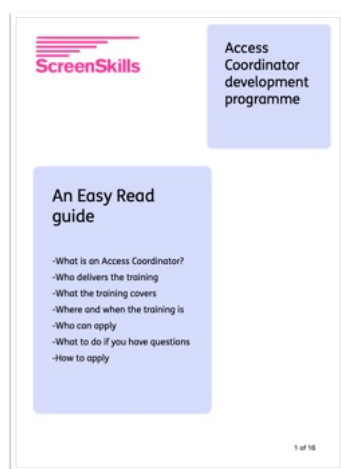 ScreenSkills
Access
Coordinator
development
programme
An Easy Read
guide
-What is an Access Coordinator?
-Who delivers the training
-What the training covers
-Where and when the training is
-Who can apply
-What to do if you have questions
-How to apply
1 of 16